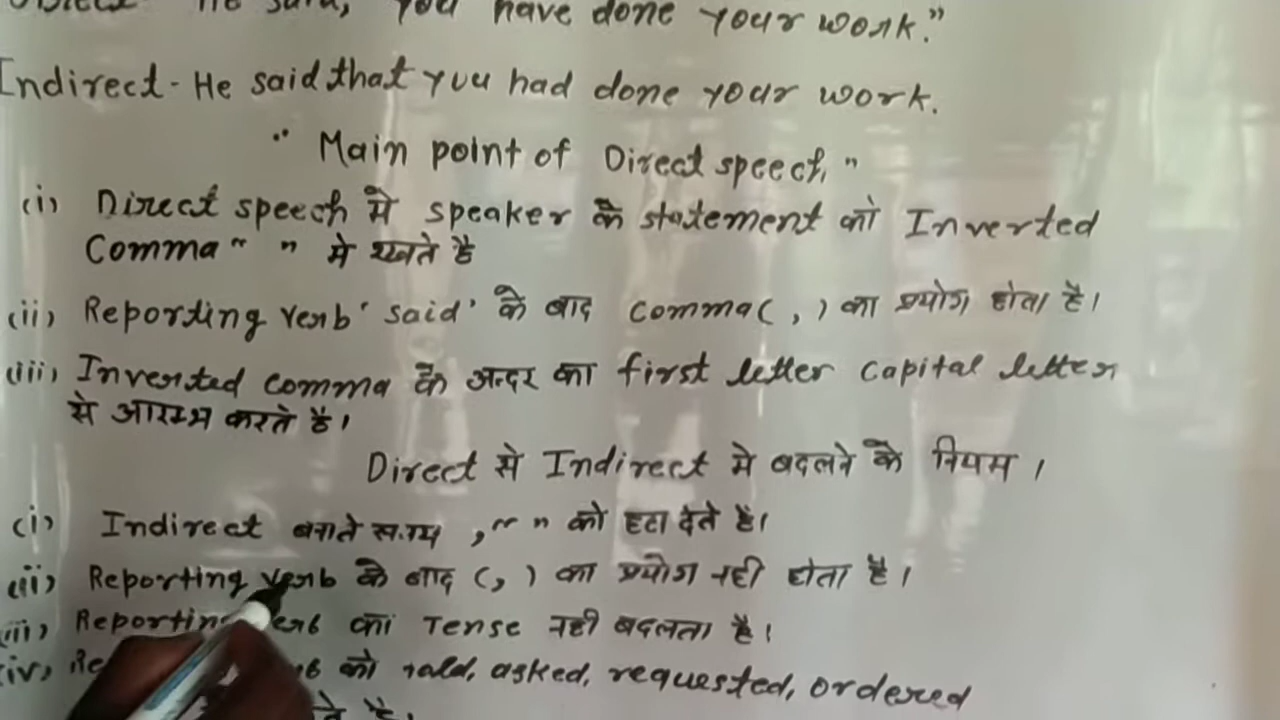 He said, "You have done your work."
Indirect - He said that you had done your work.
" Main point of Direct speech, "
(i) Direct speech मे speaker के statement को Inverted
Comma " " मे रखते है
(ii) Reporting verb 'said' के बाद comma( , ) का प्रयोग होता है।
(iii) Inverted comma के अन्दर का first letter capital letter
से आरम्भ करते है।
Direct से Indirect मे बदलने के नियम ।
(i) Indirect बनाते समय , " " को हटा देते है।
(ii) Reporting verb के बाद ( , ) का प्रयोग नही होता है।
(iii) Reporting verb का Tense नही बदलता है।
(iv) को told, asked, requested, ordered
है।